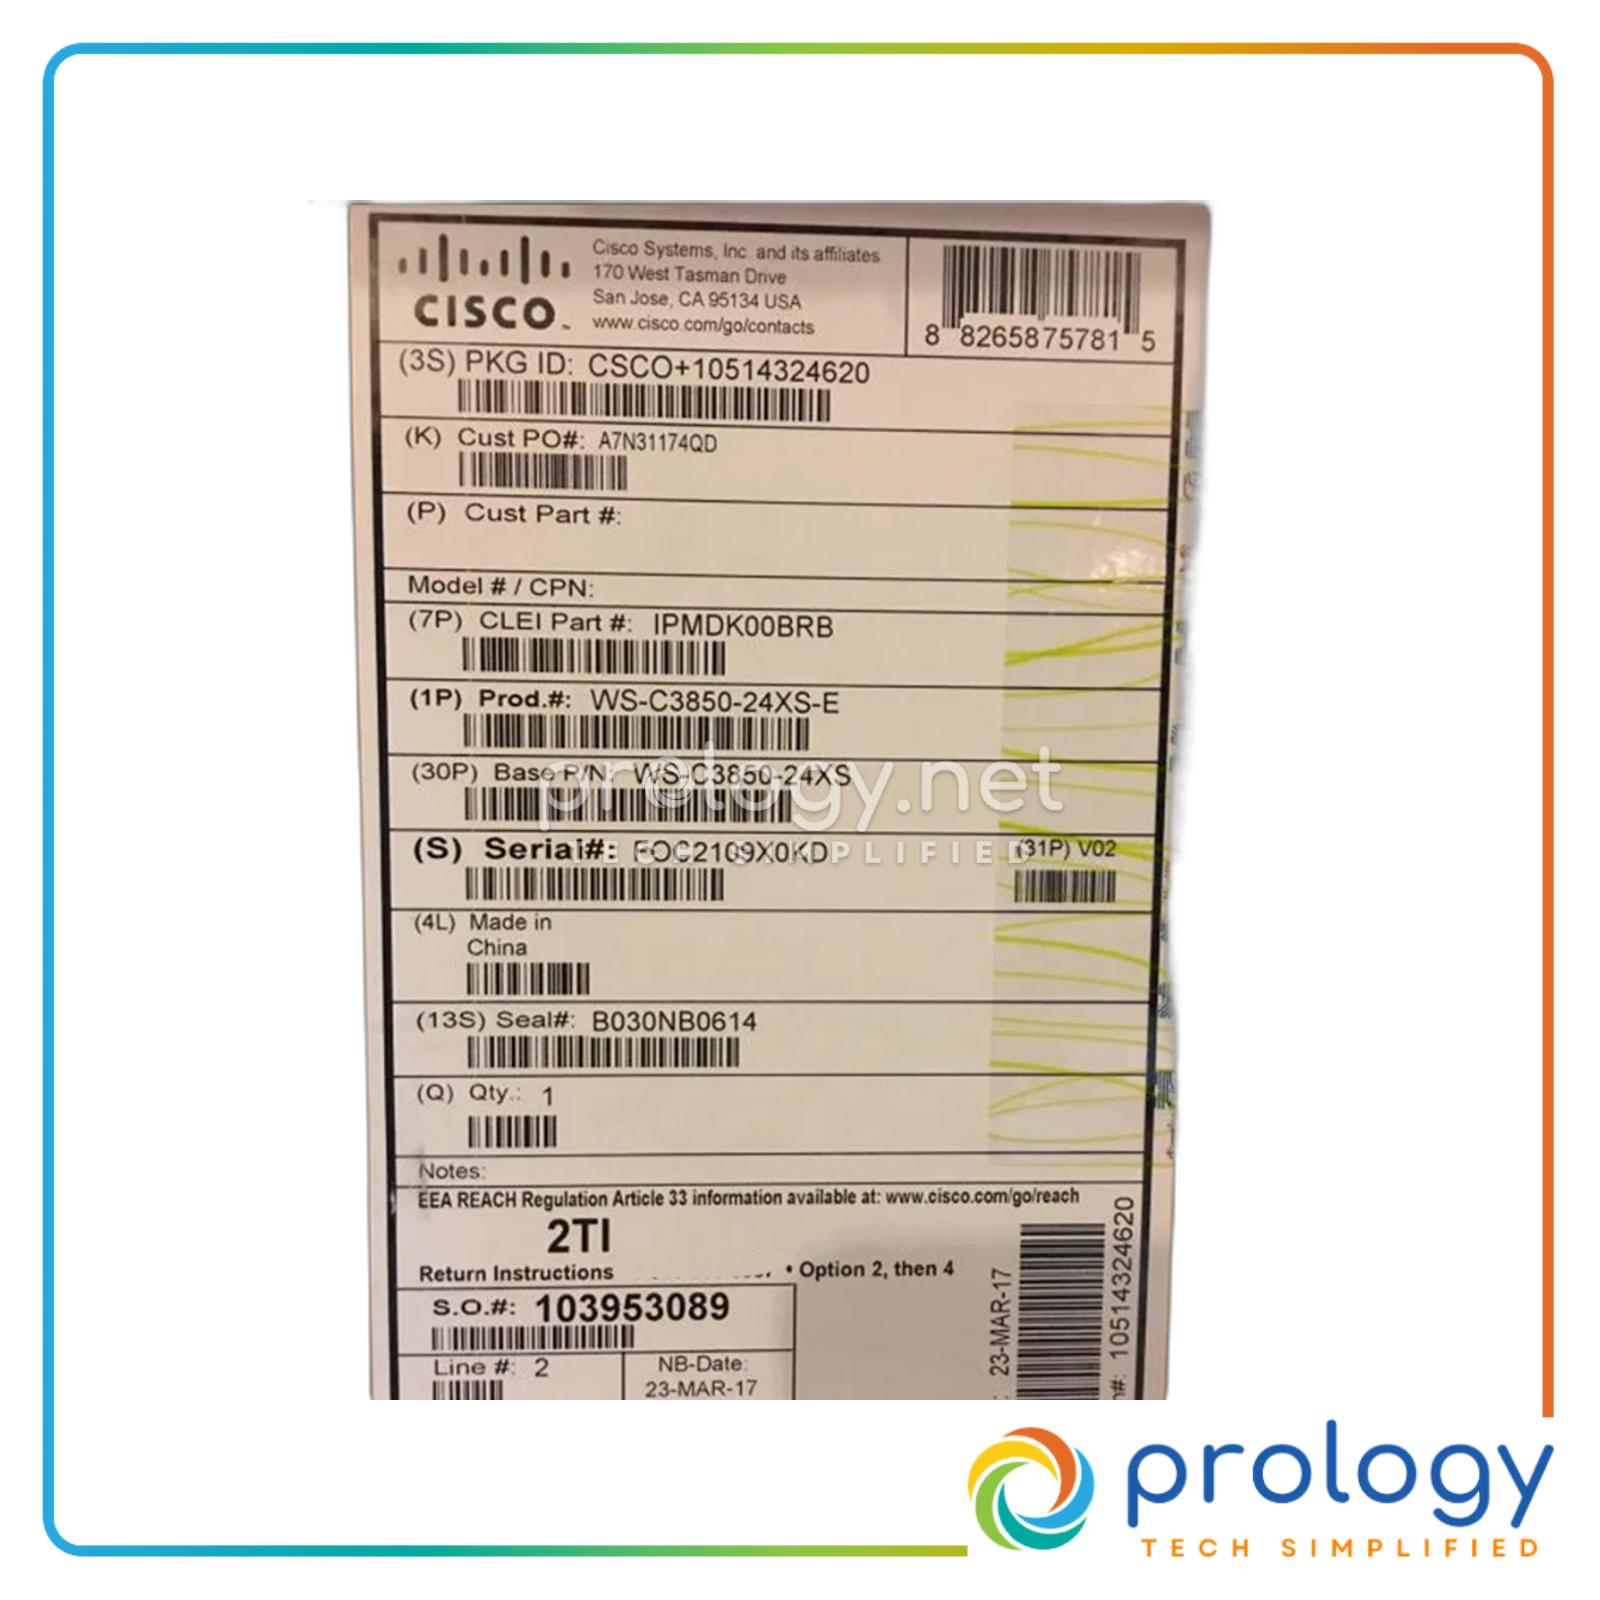 CISCO
Cisco Systems, Inc and its affiliates
170 West Tasman Drive
San Jose, CA 95134 USA
www.cisco.com/go/contacts
8 8265875781 5
(3S) PKG ID: CSCO+10514324620
(K) Cust PO#: A7N31174QD
(P) Cust Part #:
Model # / CPN:
(7P) CLEI Part #: IPMDK00BRB
(1P) Prod.#: WS-C3850-24XS-E
(30P) Base P/N: WS-C3850-24XS
prology.net
TECH SIMPLIFIED
(S) Serial#: FOC2109X0KD
(31P) V02
(4L) Made in
China
(13S) Seal#: B030NB0614
(Q) Qty.: 1
Notes:
EEA REACH Regulation Article 33 information available at: www.cisco.com/go/reach
2TI
Return Instructions
• Option 2, then 4
S.O.#: 103953089
Line #: 2
NB-Date:
23-MAR-17
23-MAR-17
#: 10514324620
prology
TECH SIMPLIFIED